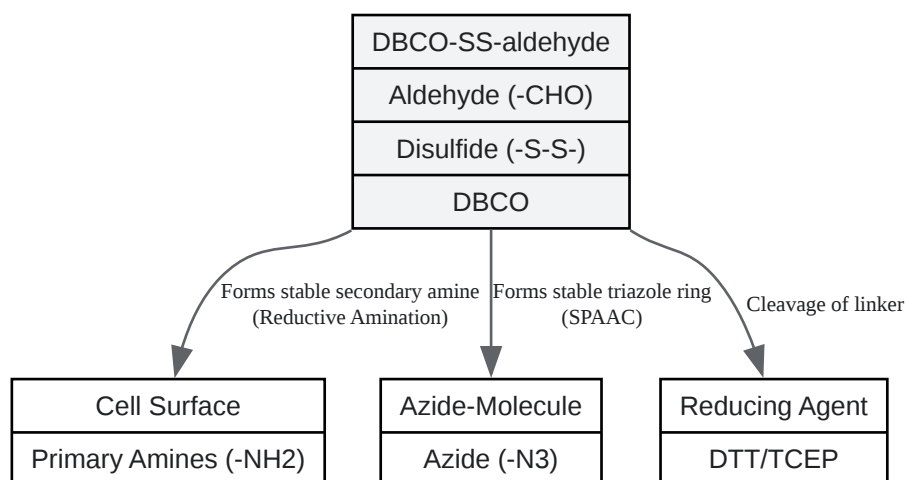 DBCO-SS-aldehyde
Aldehyde (-CHO)
Disulfide (-S-S-)
DBCO
Forms stable secondary amine
(Reductive Amination)
Forms stable triazole ring
(SPAAC)
Cleavage of linker
Cell Surface
Primary Amines (-NH2)
Azide-Molecule
Azide (-N3)
Reducing Agent
DTT/TCEP